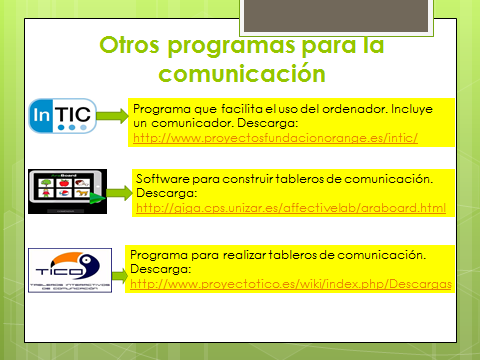 Otros programas para la
comunicación
InTIC
Programa que facilita el uso del ordenador. Incluye
un comunicador. Descarga:
http://www.proyectosfundacionorange.es/intic/
Board
Software para construir tableros de comunicación.
Descarga:
http://giga.cps.unizar.es/affectivelab/araboard.html
TICO
TABLEROS INTERACTIVOS
DE COMUNICACIÓN
Programa para realizar tableros de comunicación.
Descarga:
http://www.proyectotico.es/wiki/index.php/Descargas